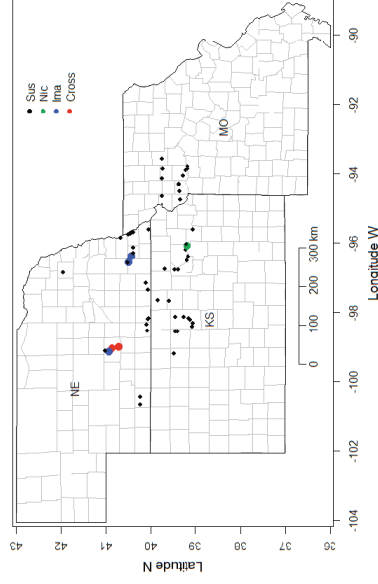 Sus
Nic
Ima
Cross
NE
KS
MO
0 100 200 300 km
43
42
41
40
39
38
37
36
Latitude N
-104 -102 -100 -98 -96 -94 -92 -90
Longitude W